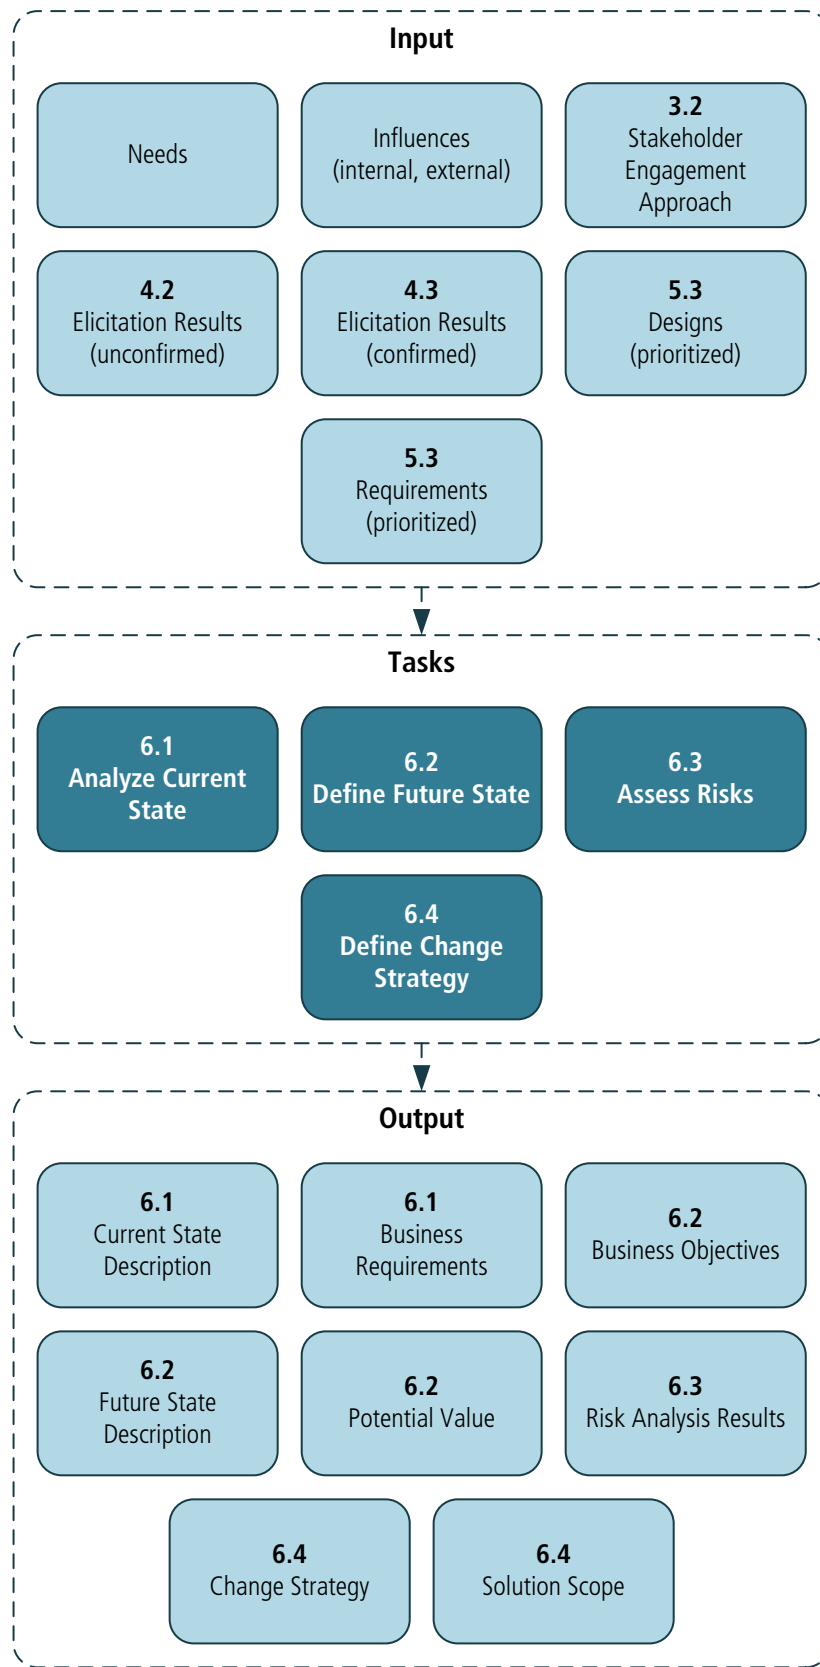 Input
Needs
Influences
(internal, external)
3.2
Stakeholder
Engagement
Approach
4.2
Elicitation Results
(unconfirmed)
4.3
Elicitation Results
(confirmed)
5.3
Designs
(prioritized)
5.3
Requirements
(prioritized)
Tasks
6.1
Analyze Current
State
6.2
Define Future State
6.3
Assess Risks
6.4
Define Change
Strategy
Output
6.1
Current State
Description
6.1
Business
Requirements
6.2
Business Objectives
6.2
Future State
Description
6.2
Potential Value
6.3
Risk Analysis Results
6.4
Change Strategy
6.4
Solution Scope